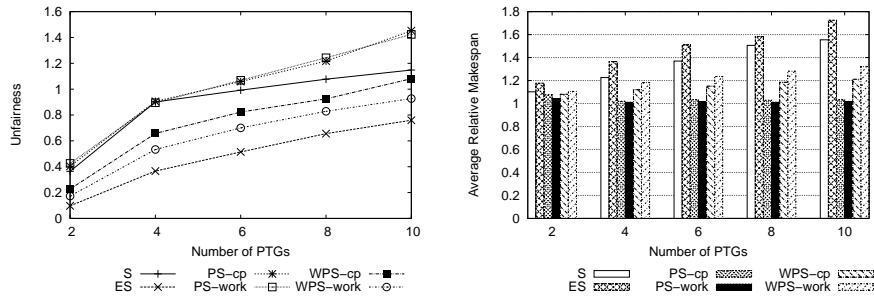 1.6
1.4
1.2
1
0.8
0.6
0.4
0.2
0
Unfairness
2 4 6 8 10
Number of PTGs
S PS-cp WPS-cp
ES PS-work WPS-work
1.8
1.6
1.4
1.2
1
0.8
0.6
0.4
0.2
0
Average Relative Makespan
2 4 6 8 10
Number of PTGs
S PS-cp WPS-cp
ES PS-work WPS-work